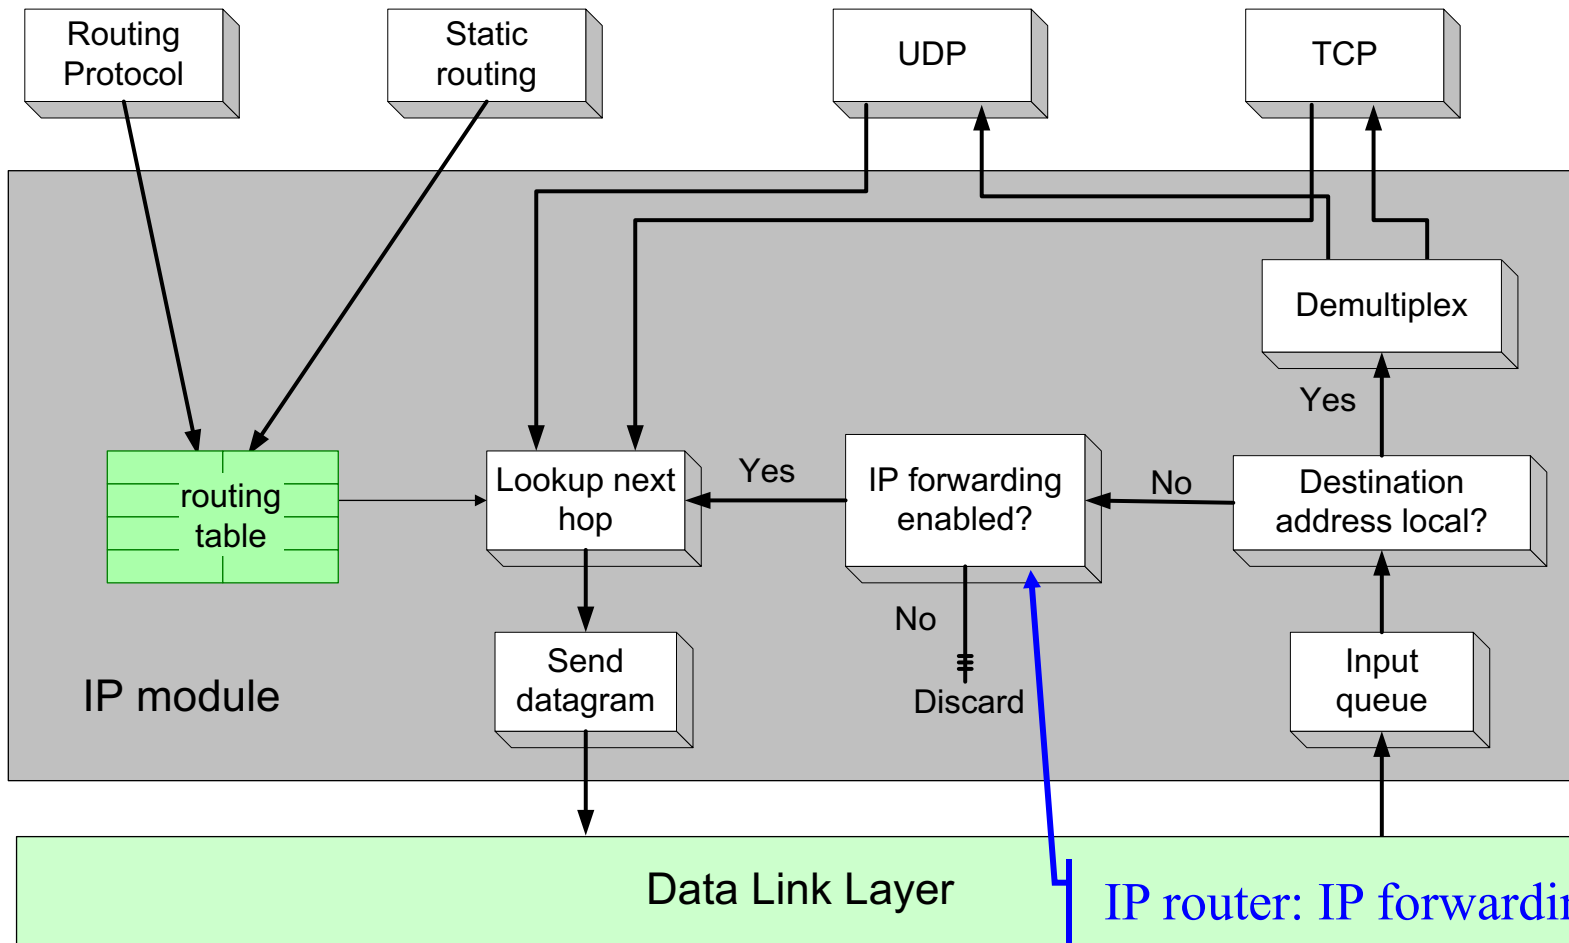 Routing
Protocol
Static
routing
UDP
TCP
Demultiplex
Yes
routing
table
Lookup next
hop
Yes
IP forwarding
enabled?
No
Destination
address local?
No
Discard
Send
datagram
Input
queue
IP module
Data Link Layer
IP router: IP